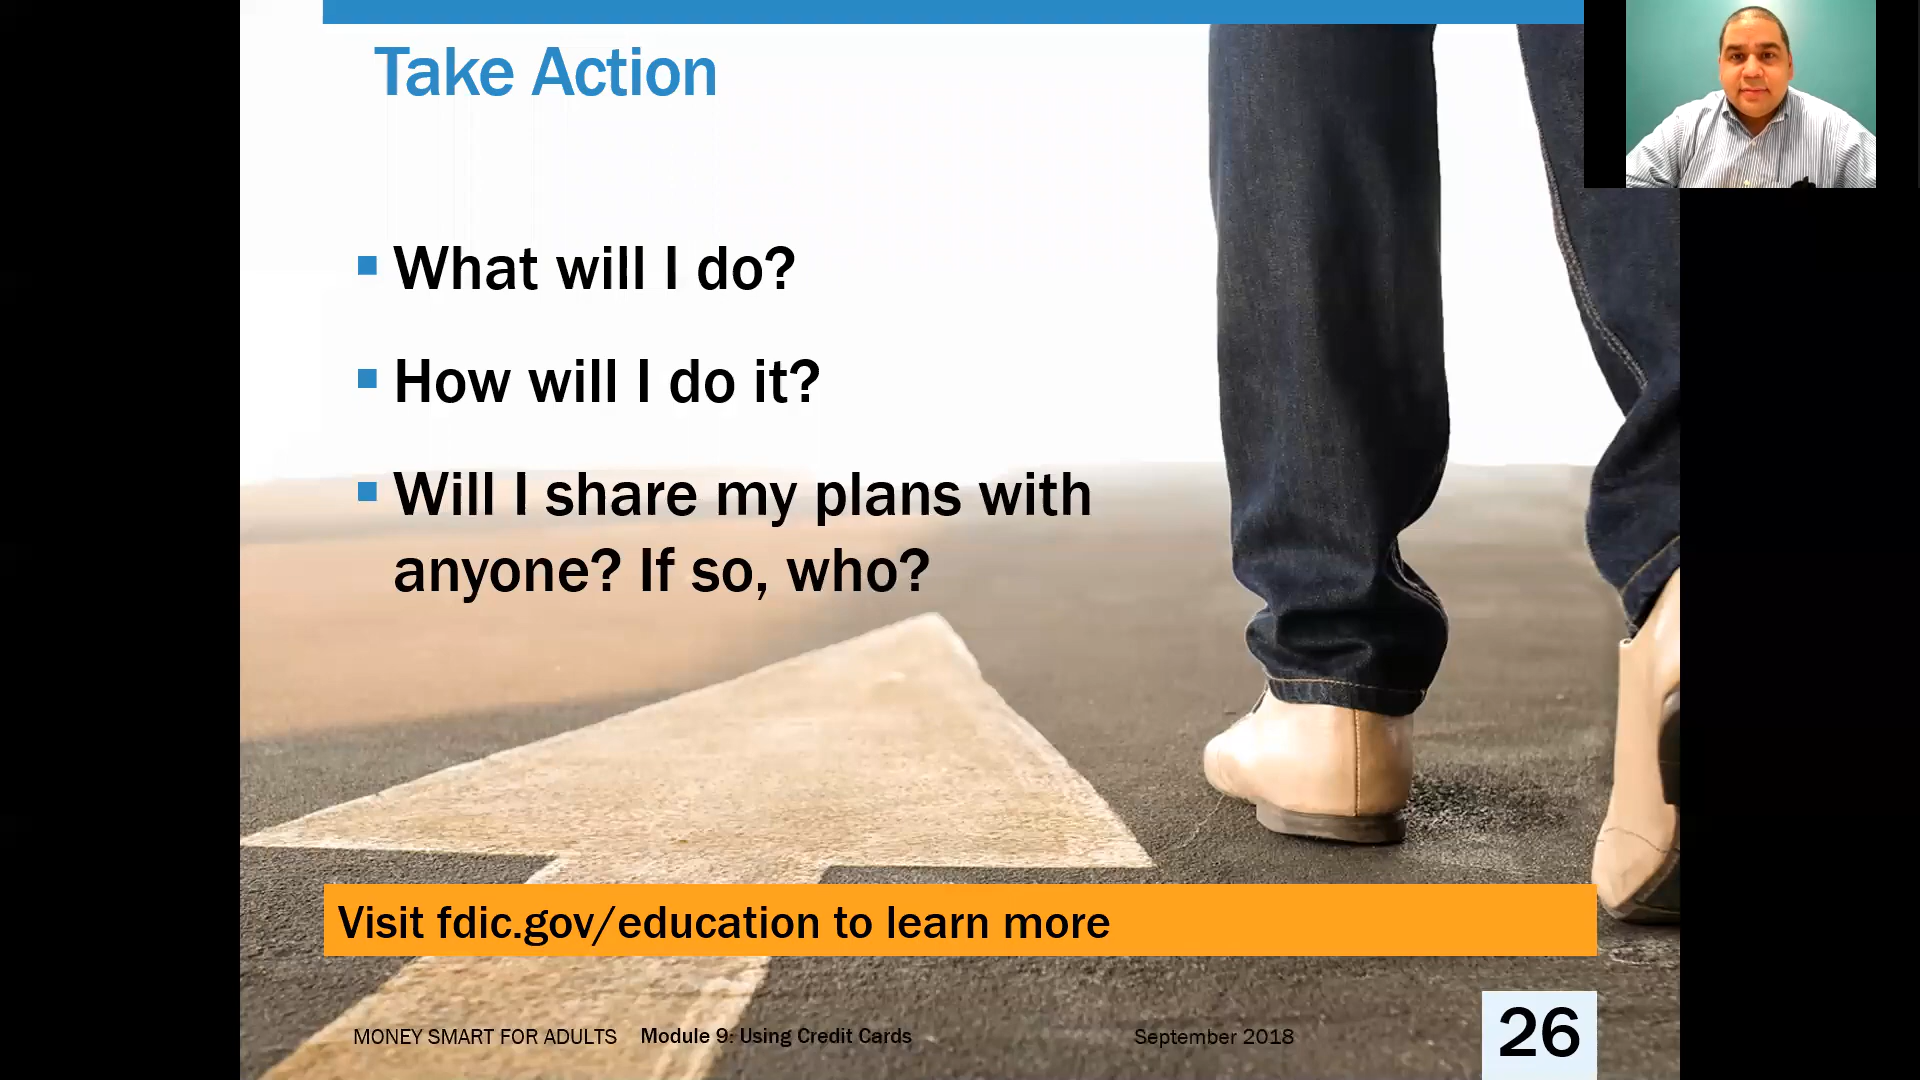 Take Action
What will I do?
How will I do it?
Will I share my plans with
anyone? If so, who?
Visit fdic.gov/education to learn more
MONEY SMART FOR ADULTS Module 9: Using Credit Cards September 2018 26